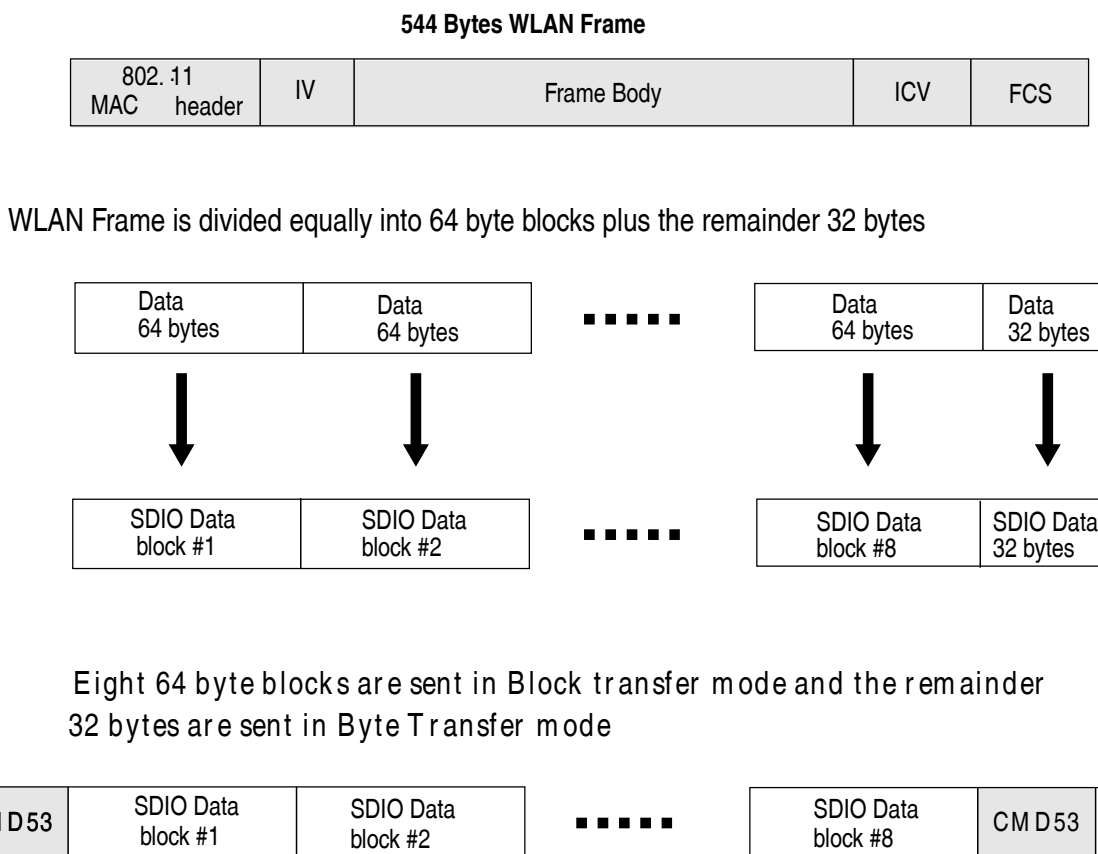 544 Bytes WLAN Frame
802.11
MAC header
IV
Frame Body
ICV
FCS
WLAN Frame is divided equally into 64 byte blocks plus the remainder 32 bytes
Data
64 bytes
Data
64 bytes
Data
64 bytes
Data
32 bytes
SDIO Data
block #1
SDIO Data
block #2
SDIO Data
block #8
SDIO Data
32 bytes
Eight 64 byte blocks are sent in Block transfer mode and the remainder
32 bytes are sent in Byte Transfer mode
D53
SDIO Data
block #1
SDIO Data
block #2
SDIO Data
block #8
CMD53